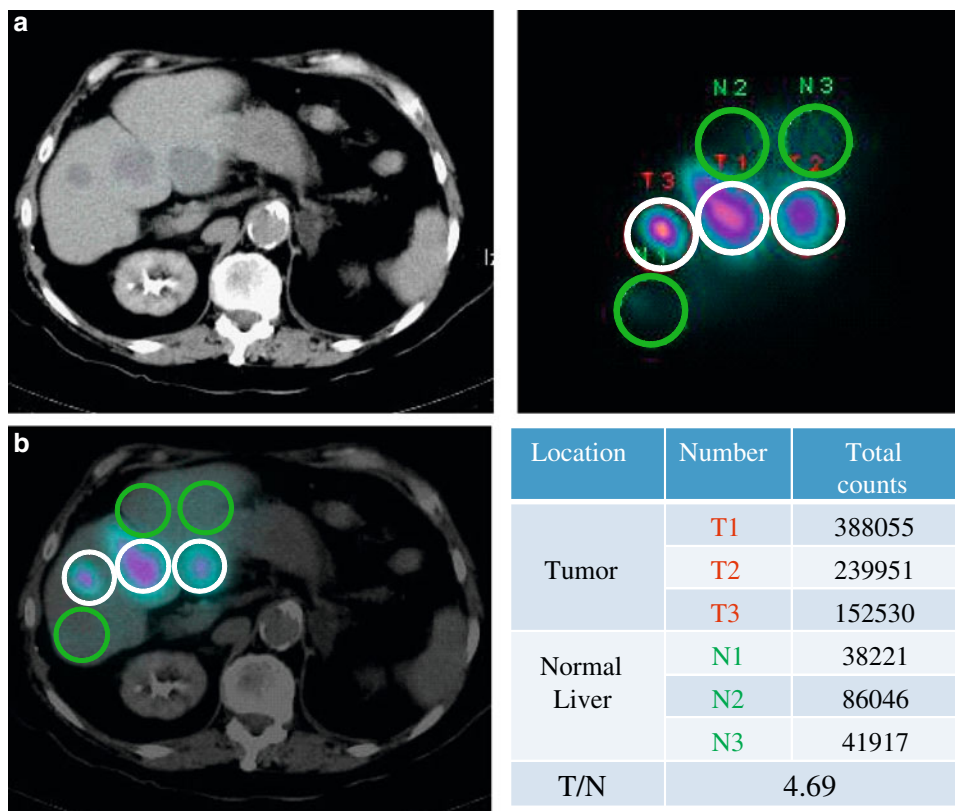 a
N2 N3
T3 T1 T2
N1
Iz
b
Location Number Total counts
Tumor T1 388055
T2 239951
T3 152530
Normal Liver N1 38221
N2 86046
N3 41917
T/N 4.69